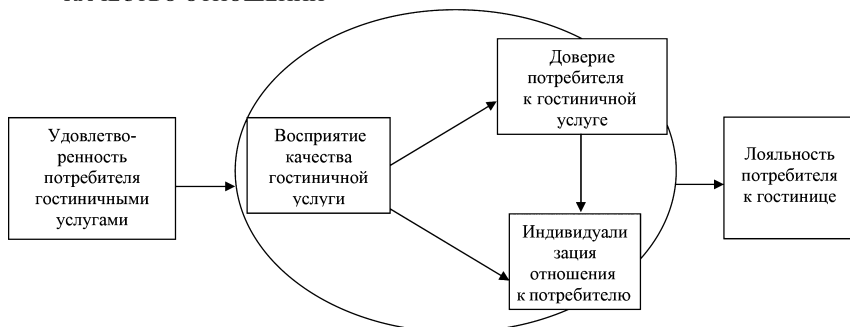 Удовлетво-
ренность
потребителя
гостиничными
услугами
Восприятие
качества
гостиничной
услуги
Доверие
потребителя
к гостиничной
услуге
Индивидуали
зация
отношения
к потребителю
Лояльность
потребителя
к гостинице